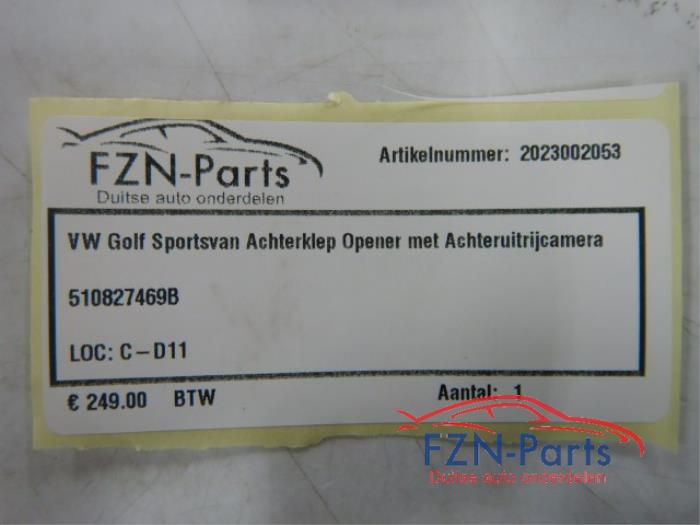 FZN-Parts
Duitse auto onderdelen
Artikelnummer: 2023002053
VW Golf Sportsvan Achterklep Opener met Achteruitrijcamera
510827469B
LOC: C – D11
€ 249.00 BTW
Aantal: 1
FZN-Parts
Duitse auto onderdelen